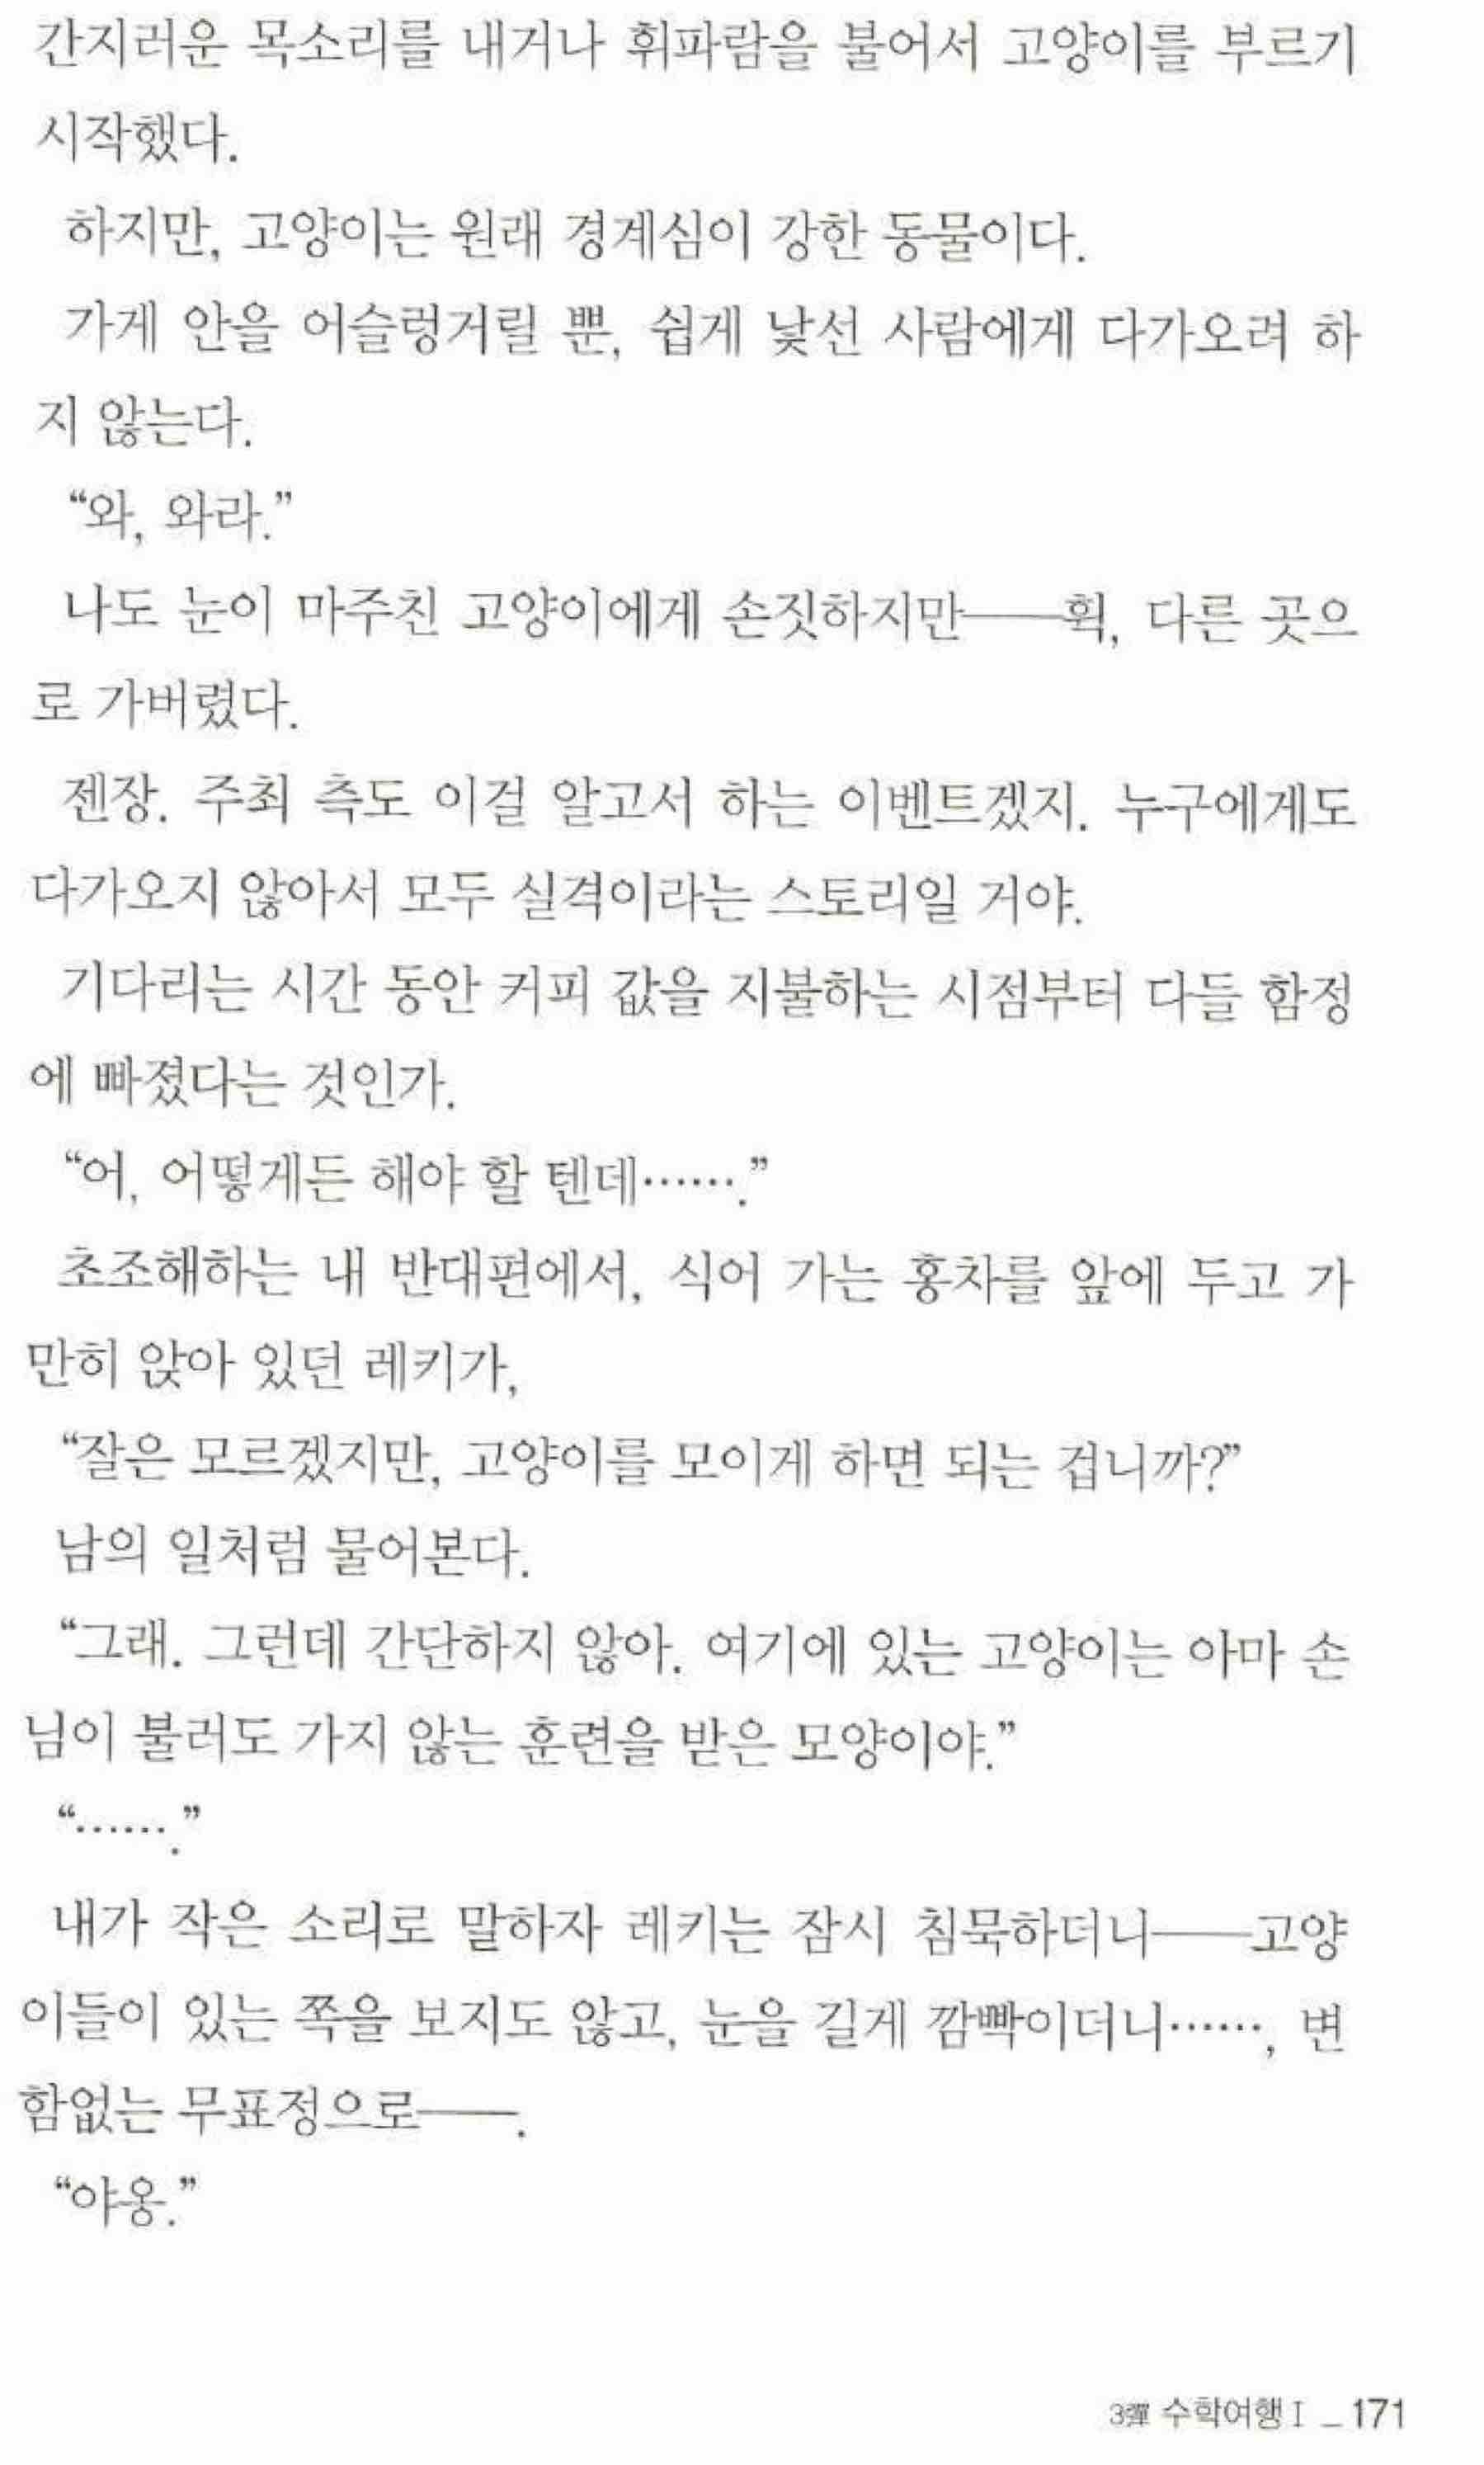 간지러운 목소리를 내거나 휘파람을 불어서 고양이를 부르기
시작했다.
하지만, 고양이는 원래 경계심이 강한 동물이다.
가게 안을 어슬렁거릴 뿐, 쉽게 낯선 사람에게 다가오려 하
지 않는다.
“와, 와라.”
나도 눈이 마주친 고양이에게 손짓하지만──휙, 다른 곳으
로 가버렸다.
젠장. 주최 측도 이걸 알고서 하는 이벤트겠지. 누구에게도
다가오지 않아서 모두 실격이라는 스토리일 거야.
기다리는 시간 동안 커피 값을 지불하는 시점부터 다들 함정
에 빠졌다는 것인가.
“어, 어떻게든 해야 할 텐데…….”
초조해하는 내 반대편에서, 식어 가는 홍차를 앞에 두고 가
만히 앉아 있던 레키가,
“잘은 모르겠지만, 고양이를 모이게 하면 되는 겁니까?”
남의 일처럼 물어본다.
“그래. 그런데 간단하지 않아. 여기에 있는 고양이는 아마 손
님이 불러도 가지 않는 훈련을 받은 모양이야.”
“…….”
내가 작은 소리로 말하자 레키는 잠시 침묵하더니──고양
이들이 있는 쪽을 보지도 않고, 눈을 길게 깜빡이더니……, 변
함없는 무표정으로──.
“야옹.”
3彈 수학여행 I _ 171